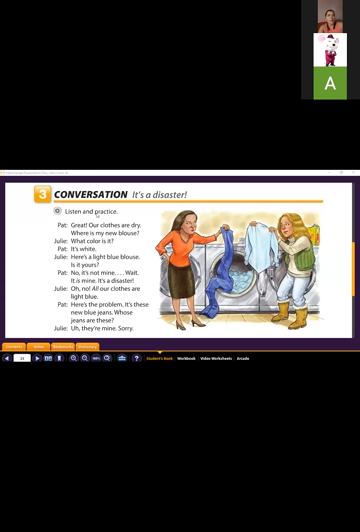 3 CONVERSATION It's a disaster!
Listen and practice.
Pat: Great! Our clothes are dry.
Where is my new blouse?
Julie: What color is it?
Pat: It's white.
Julie: Here's a light blue blouse.
Is it yours?
Pat: No, it's not mine. . . . Wait.
It is mine. It's a disaster!
Julie: Oh, no! All our clothes are
light blue.
Pat: Here's the problem. It's these
new blue jeans. Whose
jeans are these?
Julie: Uh, they're mine. Sorry.
A
Student's Book Workbook Video Worksheets Arcade